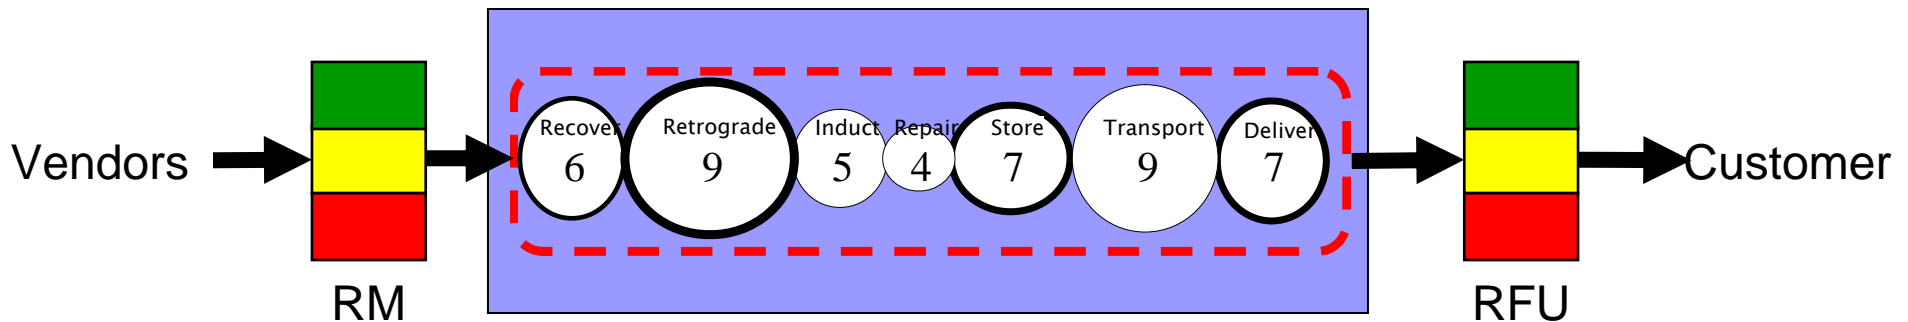 Vendors
RM
Recover
6
Retrograde
9
Induct
5
Repair
4
Store
7
Transport
9
Deliver
7
RFU
Customer